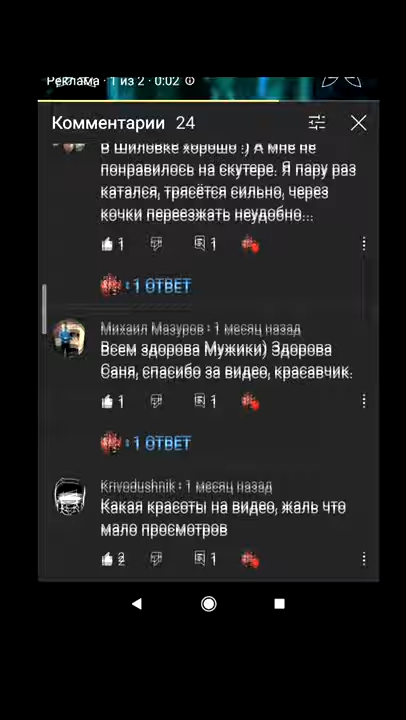 Реклама · 1 из 2 · 0:02
Комментарии 24
В Шиловке хорошо :) А мне не
понравилось на скутере. Я пару раз
катался, трясётся сильно, через
кочки переезжать неудобно...
1 1
1 ОТВЕТ
Михаил Мазуров · 1 месяц назад
Всем здорова Мужики) Здорова
Саня, спасибо за видео, красавчик.
1 1
1 ОТВЕТ
Krivodushnik · 1 месяц назад
Какая красоты на видео, жаль что
мало просмотров
2 1